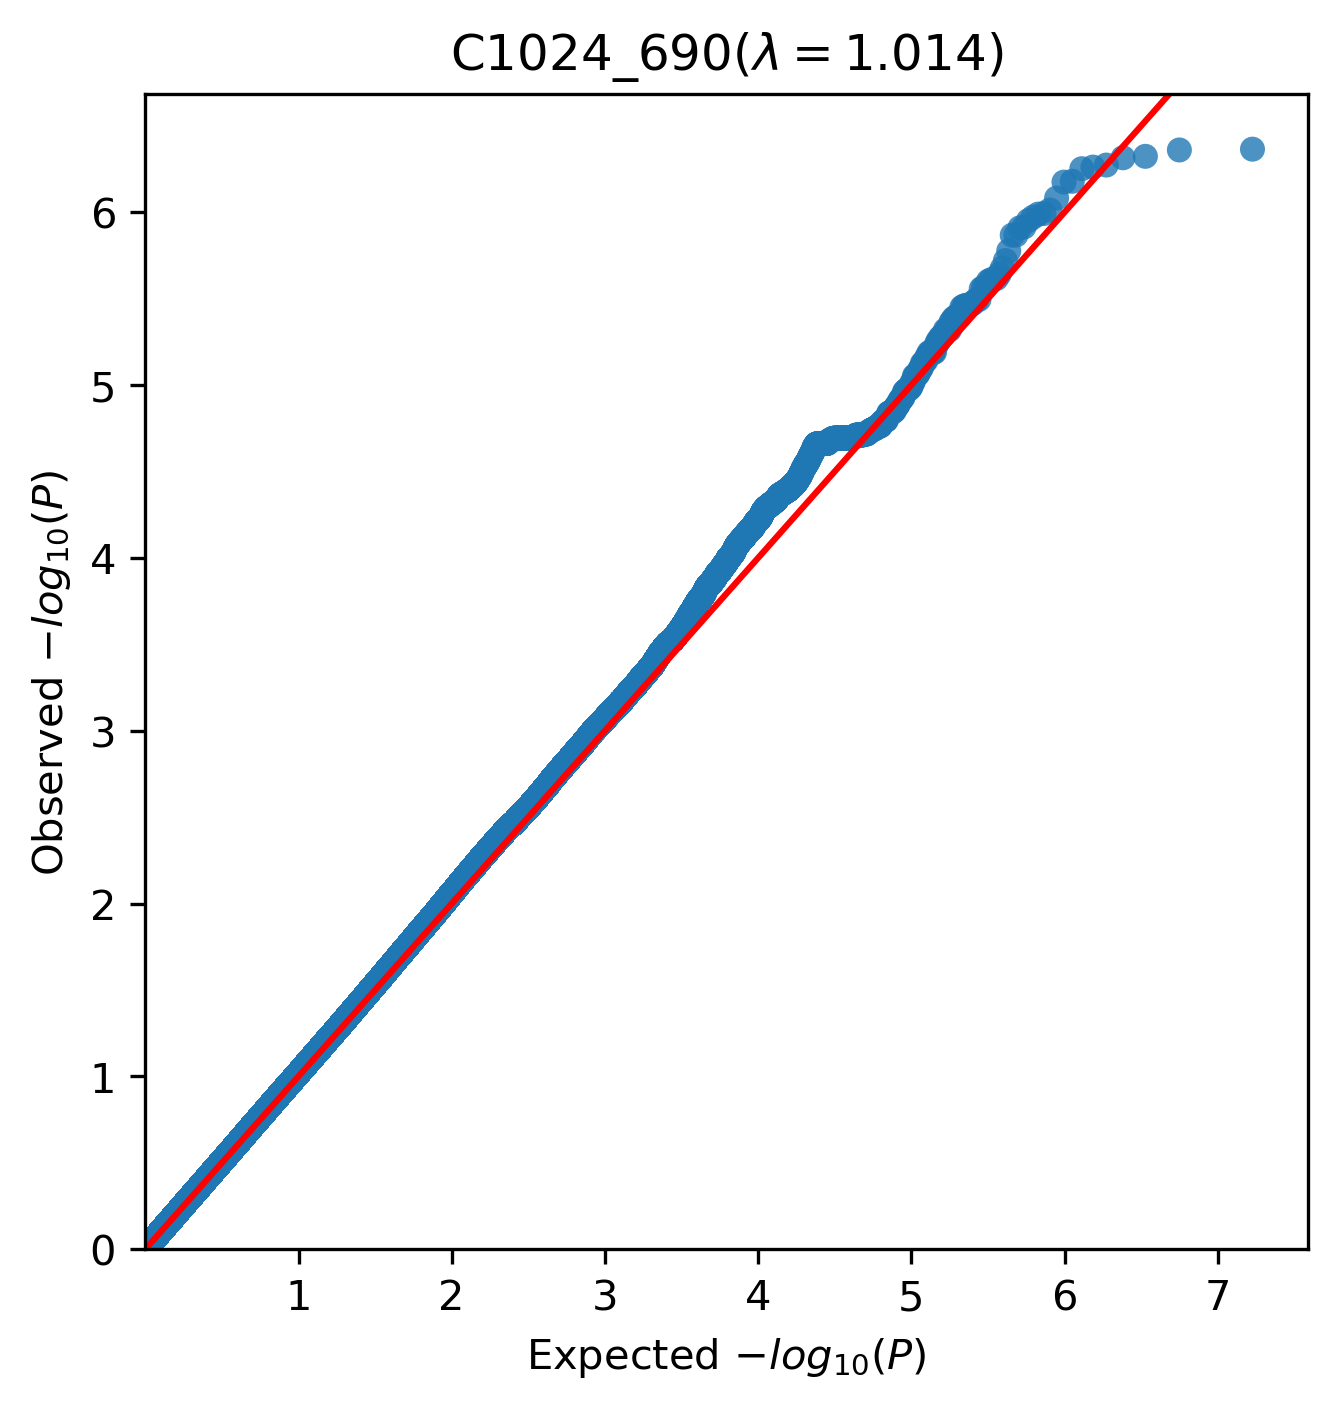 C1024_690(λ = 1.014)
Observed −log₁₀(P)
6
5
4
3
2
1
0
1 2 3 4 5 6 7
Expected −log₁₀(P)